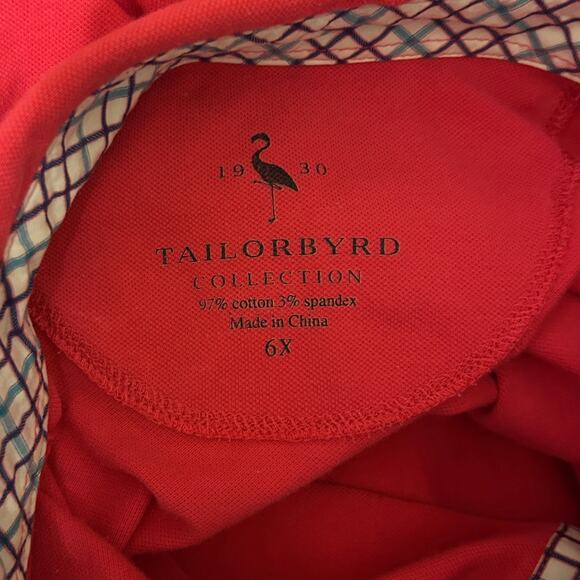 19 30
TAILORBYRD
COLLECTION
97% cotton 3% spandex
Made in China
6X